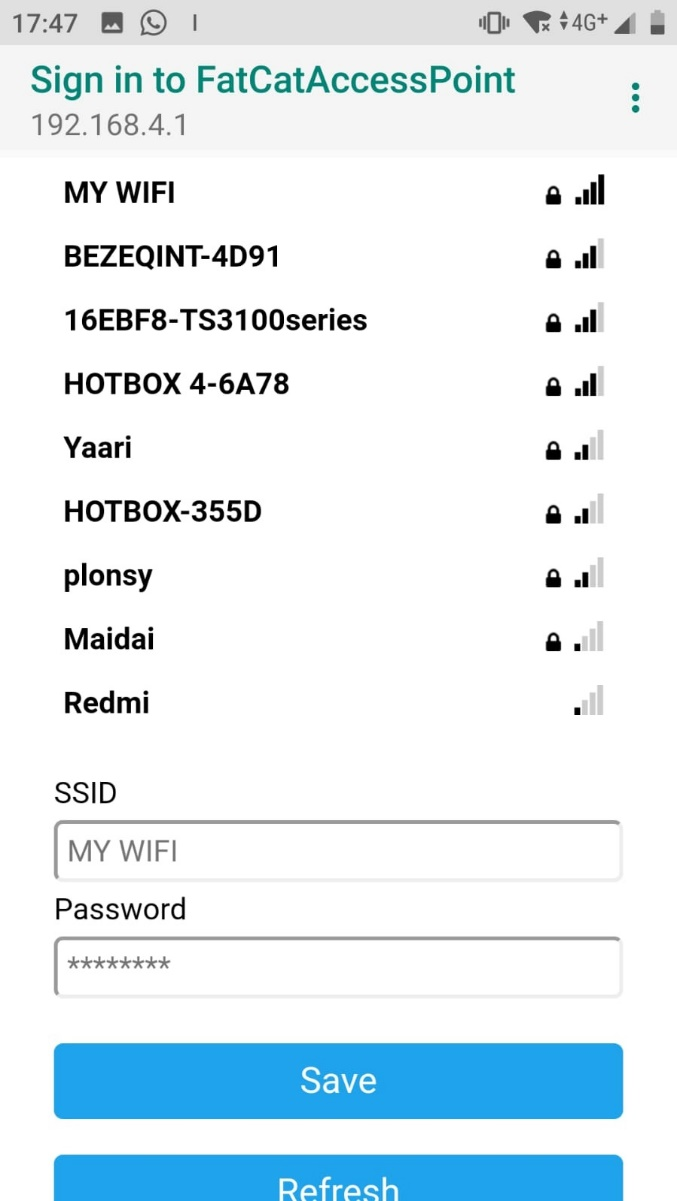 17:47
4G+
Sign in to FatCatAccessPoint
192.168.4.1
MY WIFI
BEZEQINT-4D91
16EBF8-TS3100series
HOTBOX 4-6A78
Yaari
HOTBOX-355D
plonsy
Maidai
Redmi
SSID
MY WIFI
Password
********
Save
Refresh